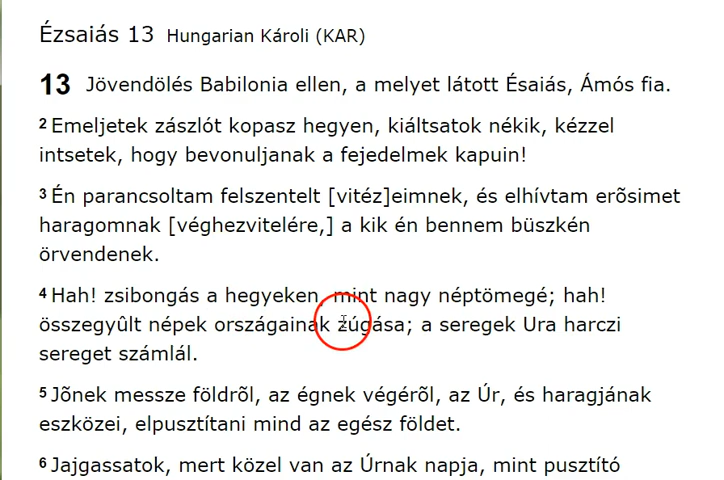 Ézsaiás 13 Hungarian Károli (KAR)
13 Jövendölés Babilonia ellen, a melyet látott Ésaiás, Ámós fia.
2 Emeljetek zászlót kopasz hegyen, kiáltsatok nékik, kézzel
intsetek, hogy bevonuljanak a fejedelmek kapuin!
3 Én parancsoltam felszentelt [vitéz]eimnek, és elhívtam erõsimet
haragomnak [véghezvitelére,] a kik én bennem büszkén
örvendenek.
4 Hah! zsibongás a hegyeken, mint nagy néptömegé; hah!
összegyûlt népek országainak zúgása; a seregek Ura harczi
sereget számlál.
5 Jõnek messze földrõl, az égnek végérõl, az Úr, és haragjának
eszközei, elpusztítani mind az egész földet.
6 Jajgassatok, mert közel van az Úrnak napja, mint pusztító